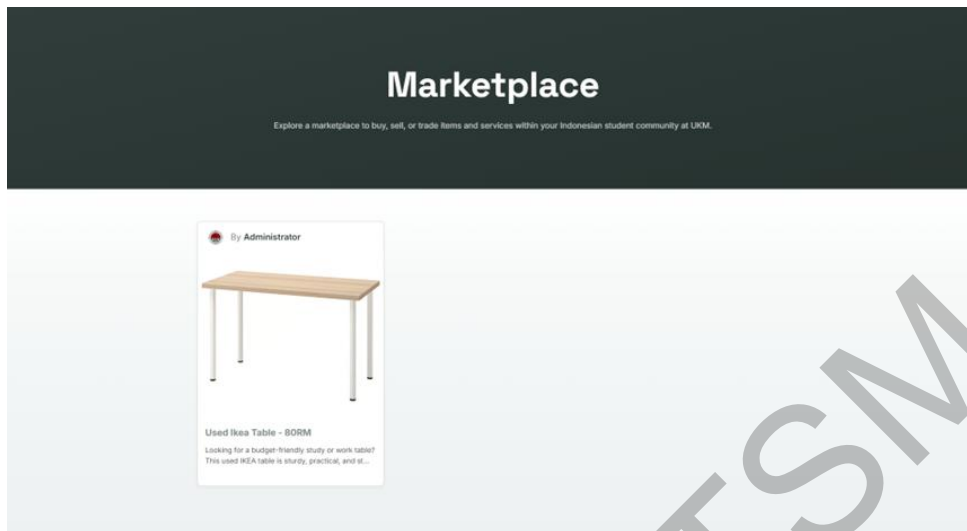 Marketplace
Explore a marketplace to buy, sell, or trade items and services within your Indonesian student community at UKM.
By Administrator
Used Ikea Table - 80RM
Looking for a budget-friendly study or work table?
This used IKEA table is sturdy, practical, and st...
TSM